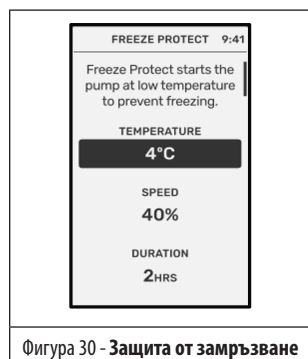 FREEZE PROTECT 9:41
Freeze Protect starts the
pump at low temperature
to prevent freezing.
TEMPERATURE
4°C
SPEED
40%
DURATION
2HRS
Фигура 30 - Защита от замръзване